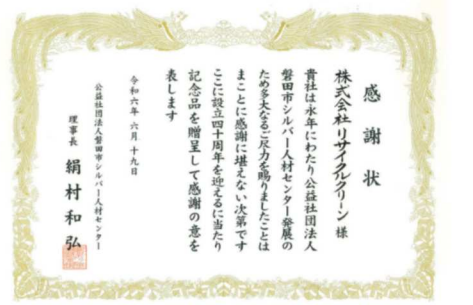 感謝状
株式会社リサイクルクリーン 様
貴社は永年にわたり公益社団法人
磐田市シルバー人材センター発展の
ため多大なるご尽力を賜りましたことは
まことに感謝に堪えない次第です
ここに設立四十周年を迎えるに当たり
記念品を贈呈して感謝の意を
表します
令和六年 六月 十九日
公益社団法人磐田市シルバー人材センター
理事長 絹村和弘